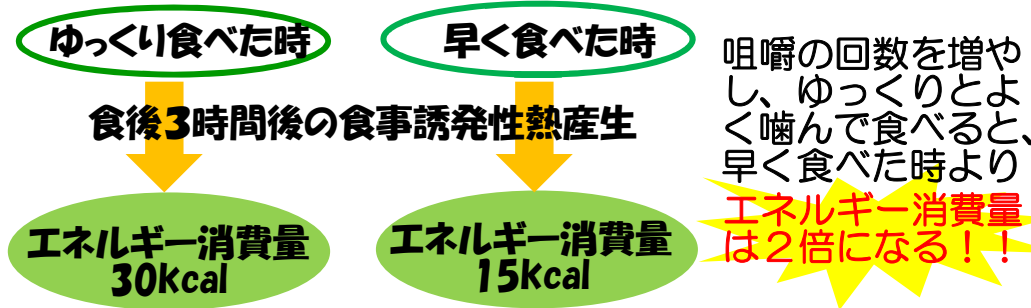 ゆっくり食べた時
早く食べた時
食後3時間後の食事誘発性熱産生
エネルギー消費量
30kcal
エネルギー消費量
15kcal
咀嚼の回数を増や
し、ゆっくりとよ
く噛んで食べると、
早く食べた時より
エネルギー消費量
は２倍になる！！